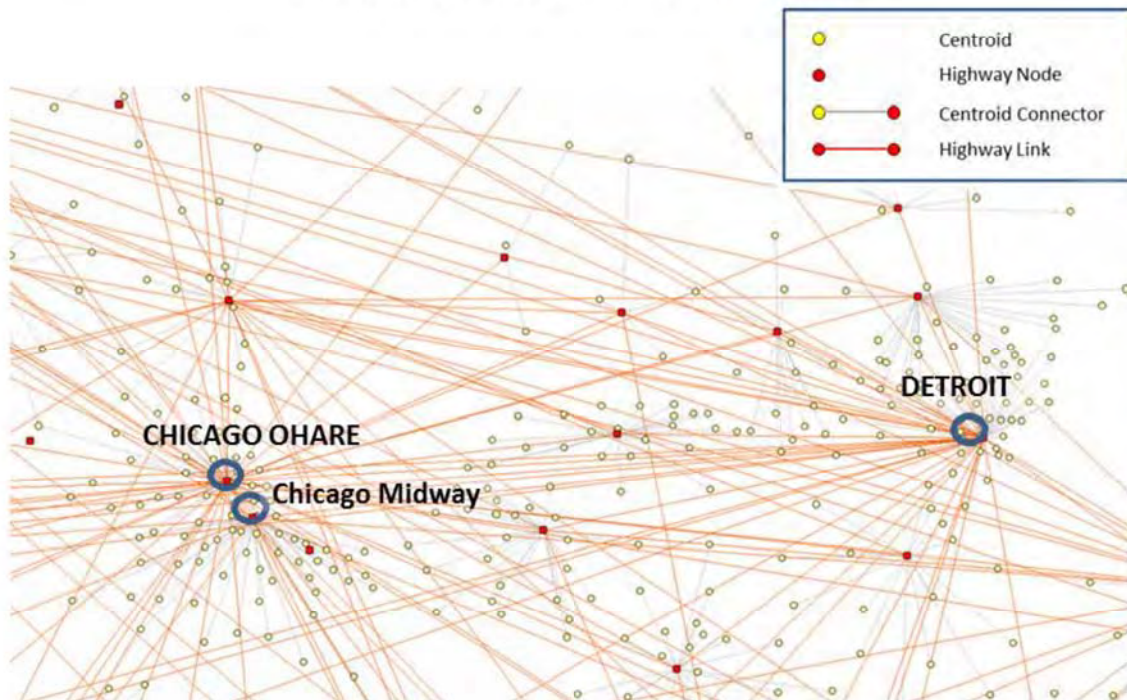 Centroid
Highway Node
Centroid Connector
Highway Link
DETROIT
CHICAGO OHARE
Chicago Midway